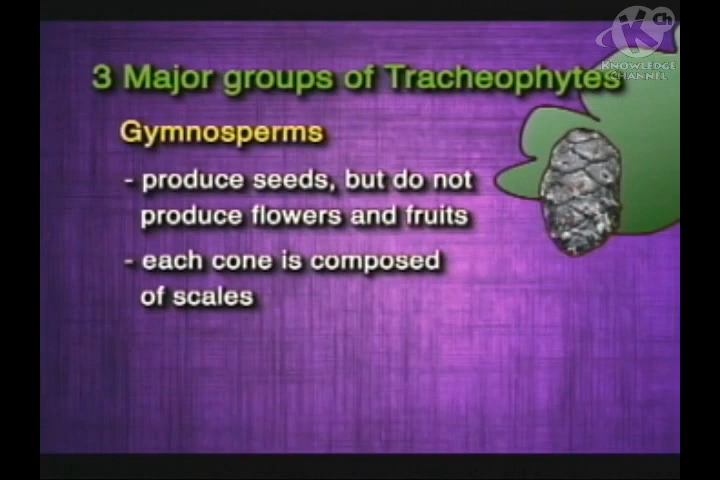 K Ch
KNOWLEDGE
CHANNEL
3 Major groups of Tracheophytes
Gymnosperms
- produce seeds, but do not
produce flowers and fruits
- each cone is composed
of scales